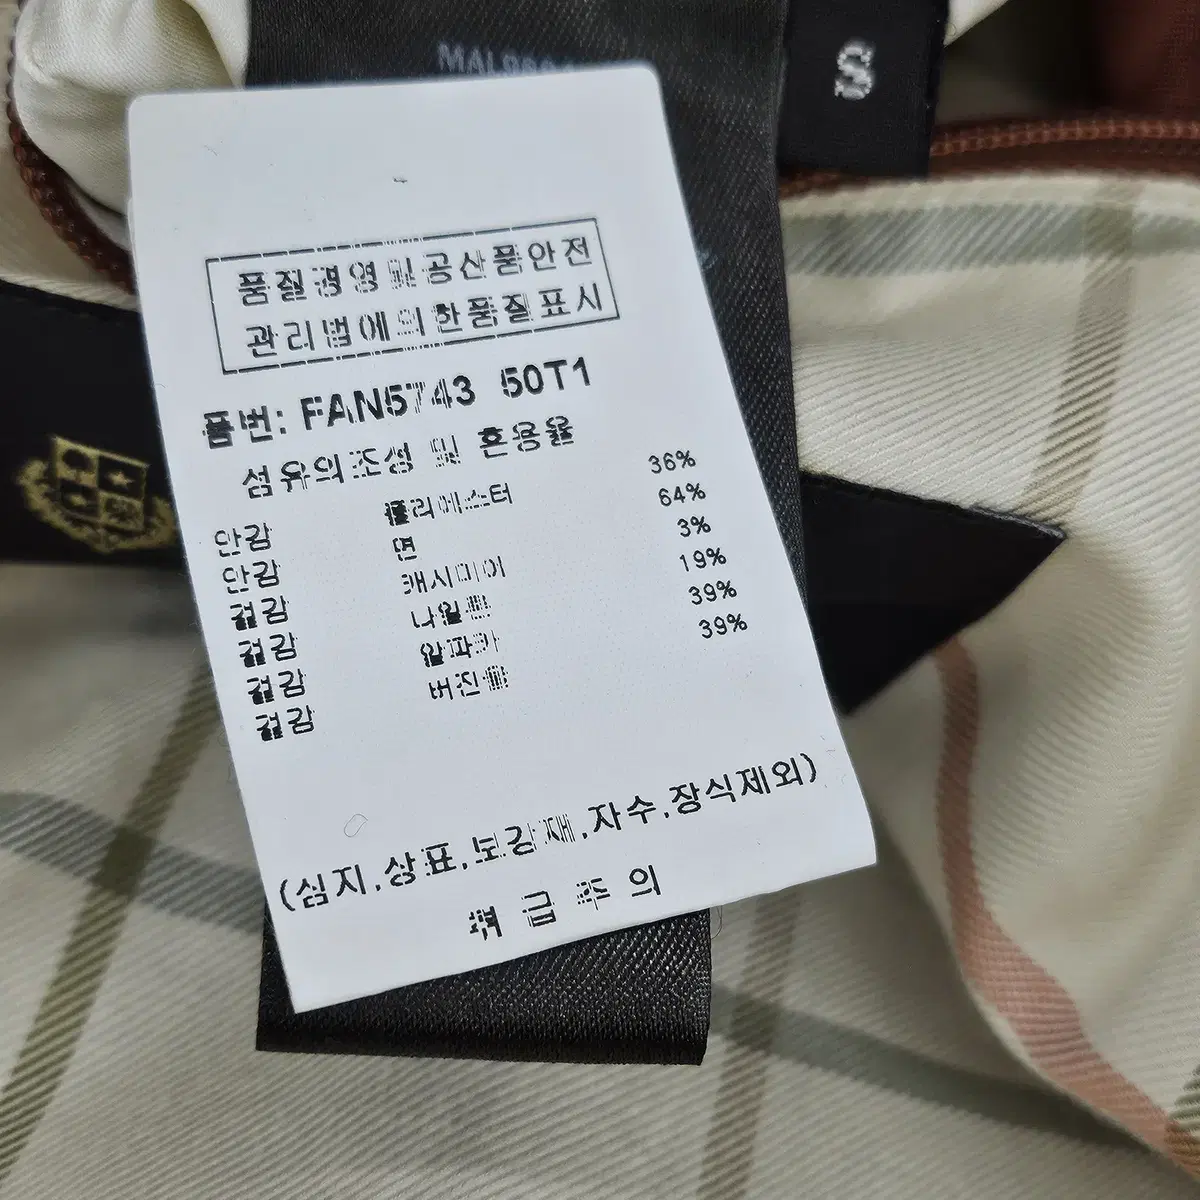 품질경영 및 공산품안전
관리법에의한품질표시
품번: FAN5743 50T1
섬유의조성 및 혼용율
안감 폴리에스터 36%
안감 면 64%
겉감 캐시미어 3%
겉감 나일론 19%
겉감 알파카 39%
겉감 버진울 39%
(심지,상표,보강재,자수,장식제외)
취급주의